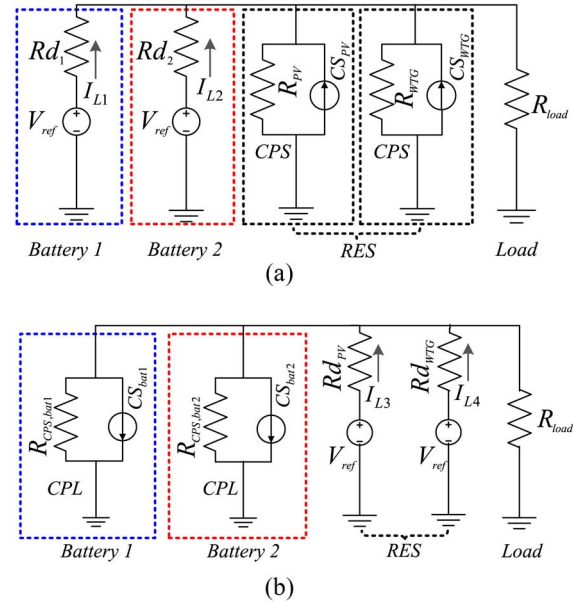 Rd1
IL1
Vref
Battery 1
Rd2
IL2
Vref
Battery 2
RPV
CSPV
CPS
RWTG
CSWTG
CPS
RES
Rload
Load
(a)
RCPS,bat1
CSbat1
CPL
Battery 1
RCPS,bat2
CSbat2
CPL
Battery 2
RdPV
IL3
Vref
RdWTG
IL4
Vref
RES
Rload
Load
(b)